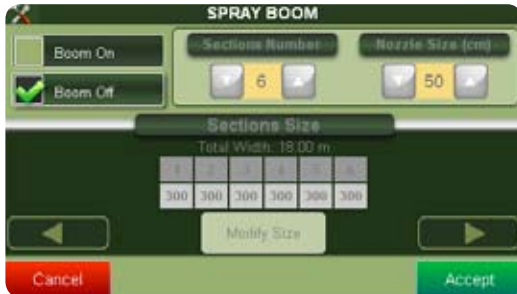 SPRAY BOOM
Boom On
Boom Off
Sections Number
6
Nozzle Size (cm)
50
Sections Size
Total Width: 18.00 m
1 2 3 4 5 6
300 300 300 300 300 300
Modify Size
Cancel
Accept